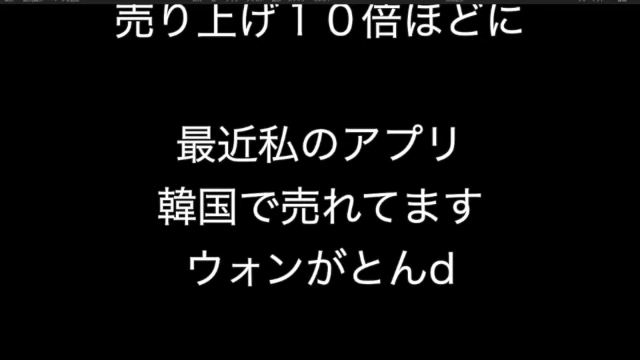 売り上げ１０倍ほどに
最近私のアプリ
韓国で売れてます
ウォンがとんd